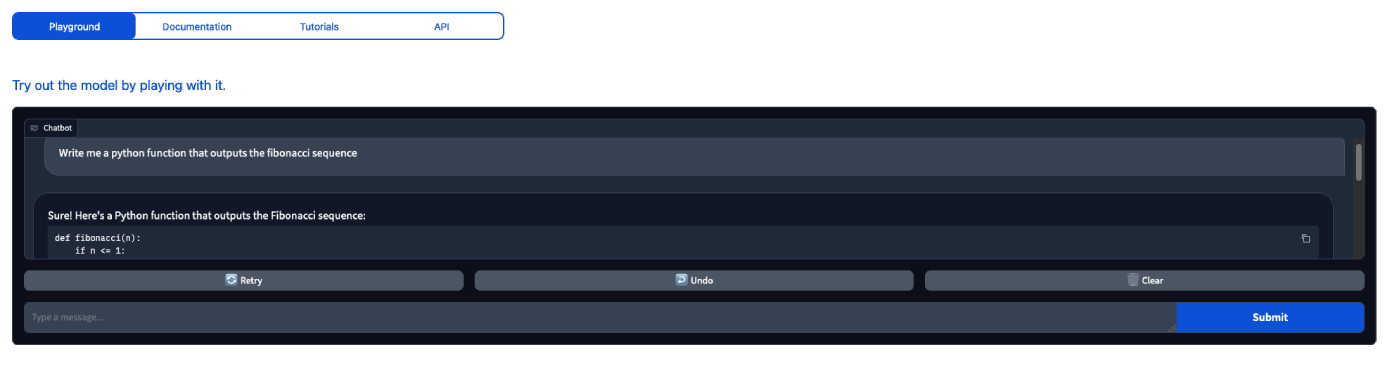 Playground Documentation Tutorials API
Try out the model by playing with it.
Chatbot
Write me a python function that outputs the fibonacci sequence
Sure! Here's a Python function that outputs the Fibonacci sequence:
def fibonacci(n):
    if n <= 1:
Retry Undo Clear
Type a message... Submit